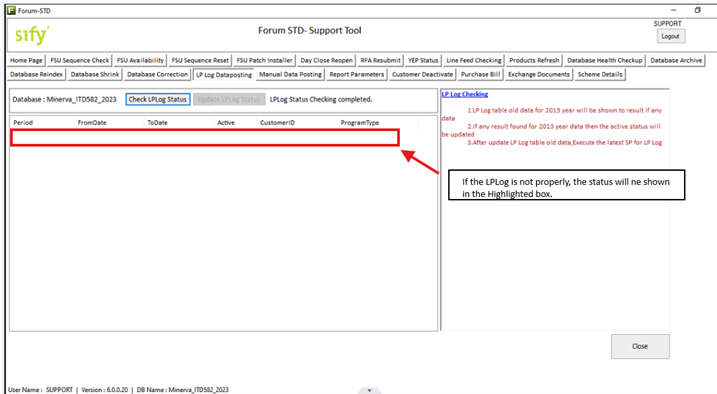 Forum-STD
sify
Forum STD- Support Tool
SUPPORT
Logout
Home Page FSU Sequence Check FSU Availability FSU Sequence Reset FSU Patch Installer Day Close Reopen RFA Resubmit YEP Status Line Feed Checking Products Refresh Database Health Checkup Database Archive
Database Reindex Database Shrink Database Correction LP Log Dataposting Manual Data Posting Report Parameters Customer Deactivate Purchase Bill Exchange Documents Scheme Details
Database : Minerva_ITD582_2023 Check LPLog Status Update LPLog Status LPLog Status Checking completed.
Period FromDate ToDate Active CustomerID ProgramType
LP Log Checking
1.LP Log table old data for 2013 year will be shown to result if any
data
2.If any result found for 2013 year data then the active status will
be updated
3.After update LP Log table old data,Execute the latest SP for LP Log
If the LPLog is not properly, the status will ne shown
in the Highlighted box.
Close
User Name : SUPPORT | Version : 6.0.0.20 | DB Name : Minerva_ITD582_2023